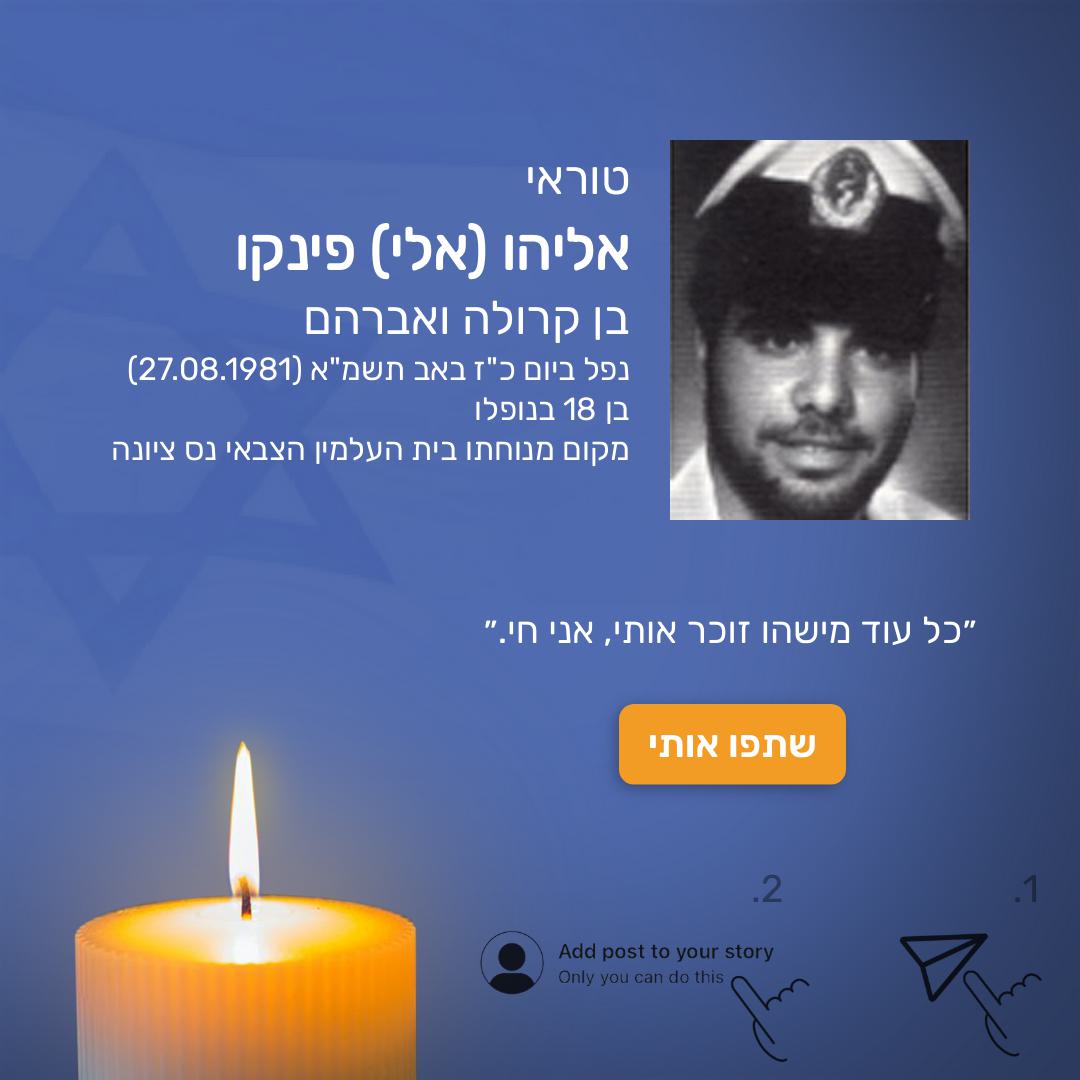 טוראי
אליהו (אלי) פינקו
בן קרולה ואברהם
נפל ביום כ"ז באב תשמ"א (27.08.1981)
בן 18 בנופלו
מקום מנוחתו בית העלמין הצבאי נס ציונה
״כל עוד מישהו זוכר אותי, אני חי.״
שתפו אותי
.1
.2
Add post to your story
Only you can do this